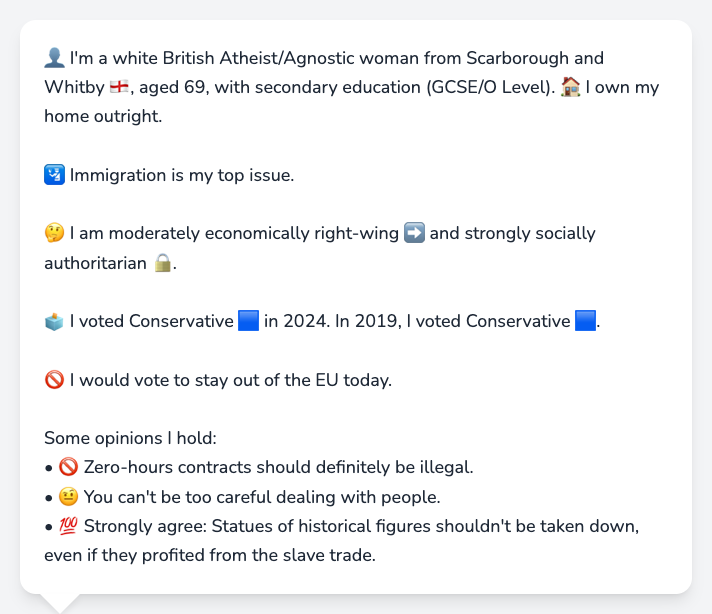 👤 I'm a white British Atheist/Agnostic woman from Scarborough and
Whitby 🏴󠁧󠁢󠁥󠁮󠁧󠁿, aged 69, with secondary education (GCSE/O Level). 🏠 I own my
home outright.
🛂 Immigration is my top issue.
🤔 I am moderately economically right-wing ➡️ and strongly socially
authoritarian 🔒.
🗳️ I voted Conservative 🟦 in 2024. In 2019, I voted Conservative 🟦.
🚫 I would vote to stay out of the EU today.
Some opinions I hold:
• 🚫 Zero-hours contracts should definitely be illegal.
• 🤨 You can't be too careful dealing with people.
• 💯 Strongly agree: Statues of historical figures shouldn't be taken down,
even if they profited from the slave trade.